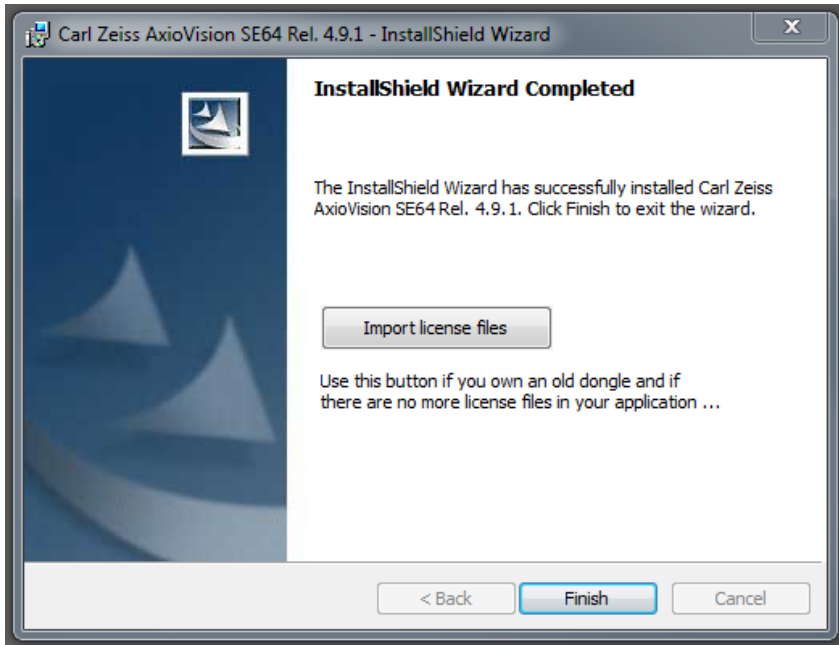 Carl Zeiss AxioVision SE64 Rel. 4.9.1 - InstallShield Wizard
InstallShield Wizard Completed
The InstallShield Wizard has successfully installed Carl Zeiss
AxioVision SE64 Rel. 4.9.1. Click Finish to exit the wizard.
Import license files
Use this button if you own an old dongle and if
there are no more license files in your application ...
< Back
Finish
Cancel